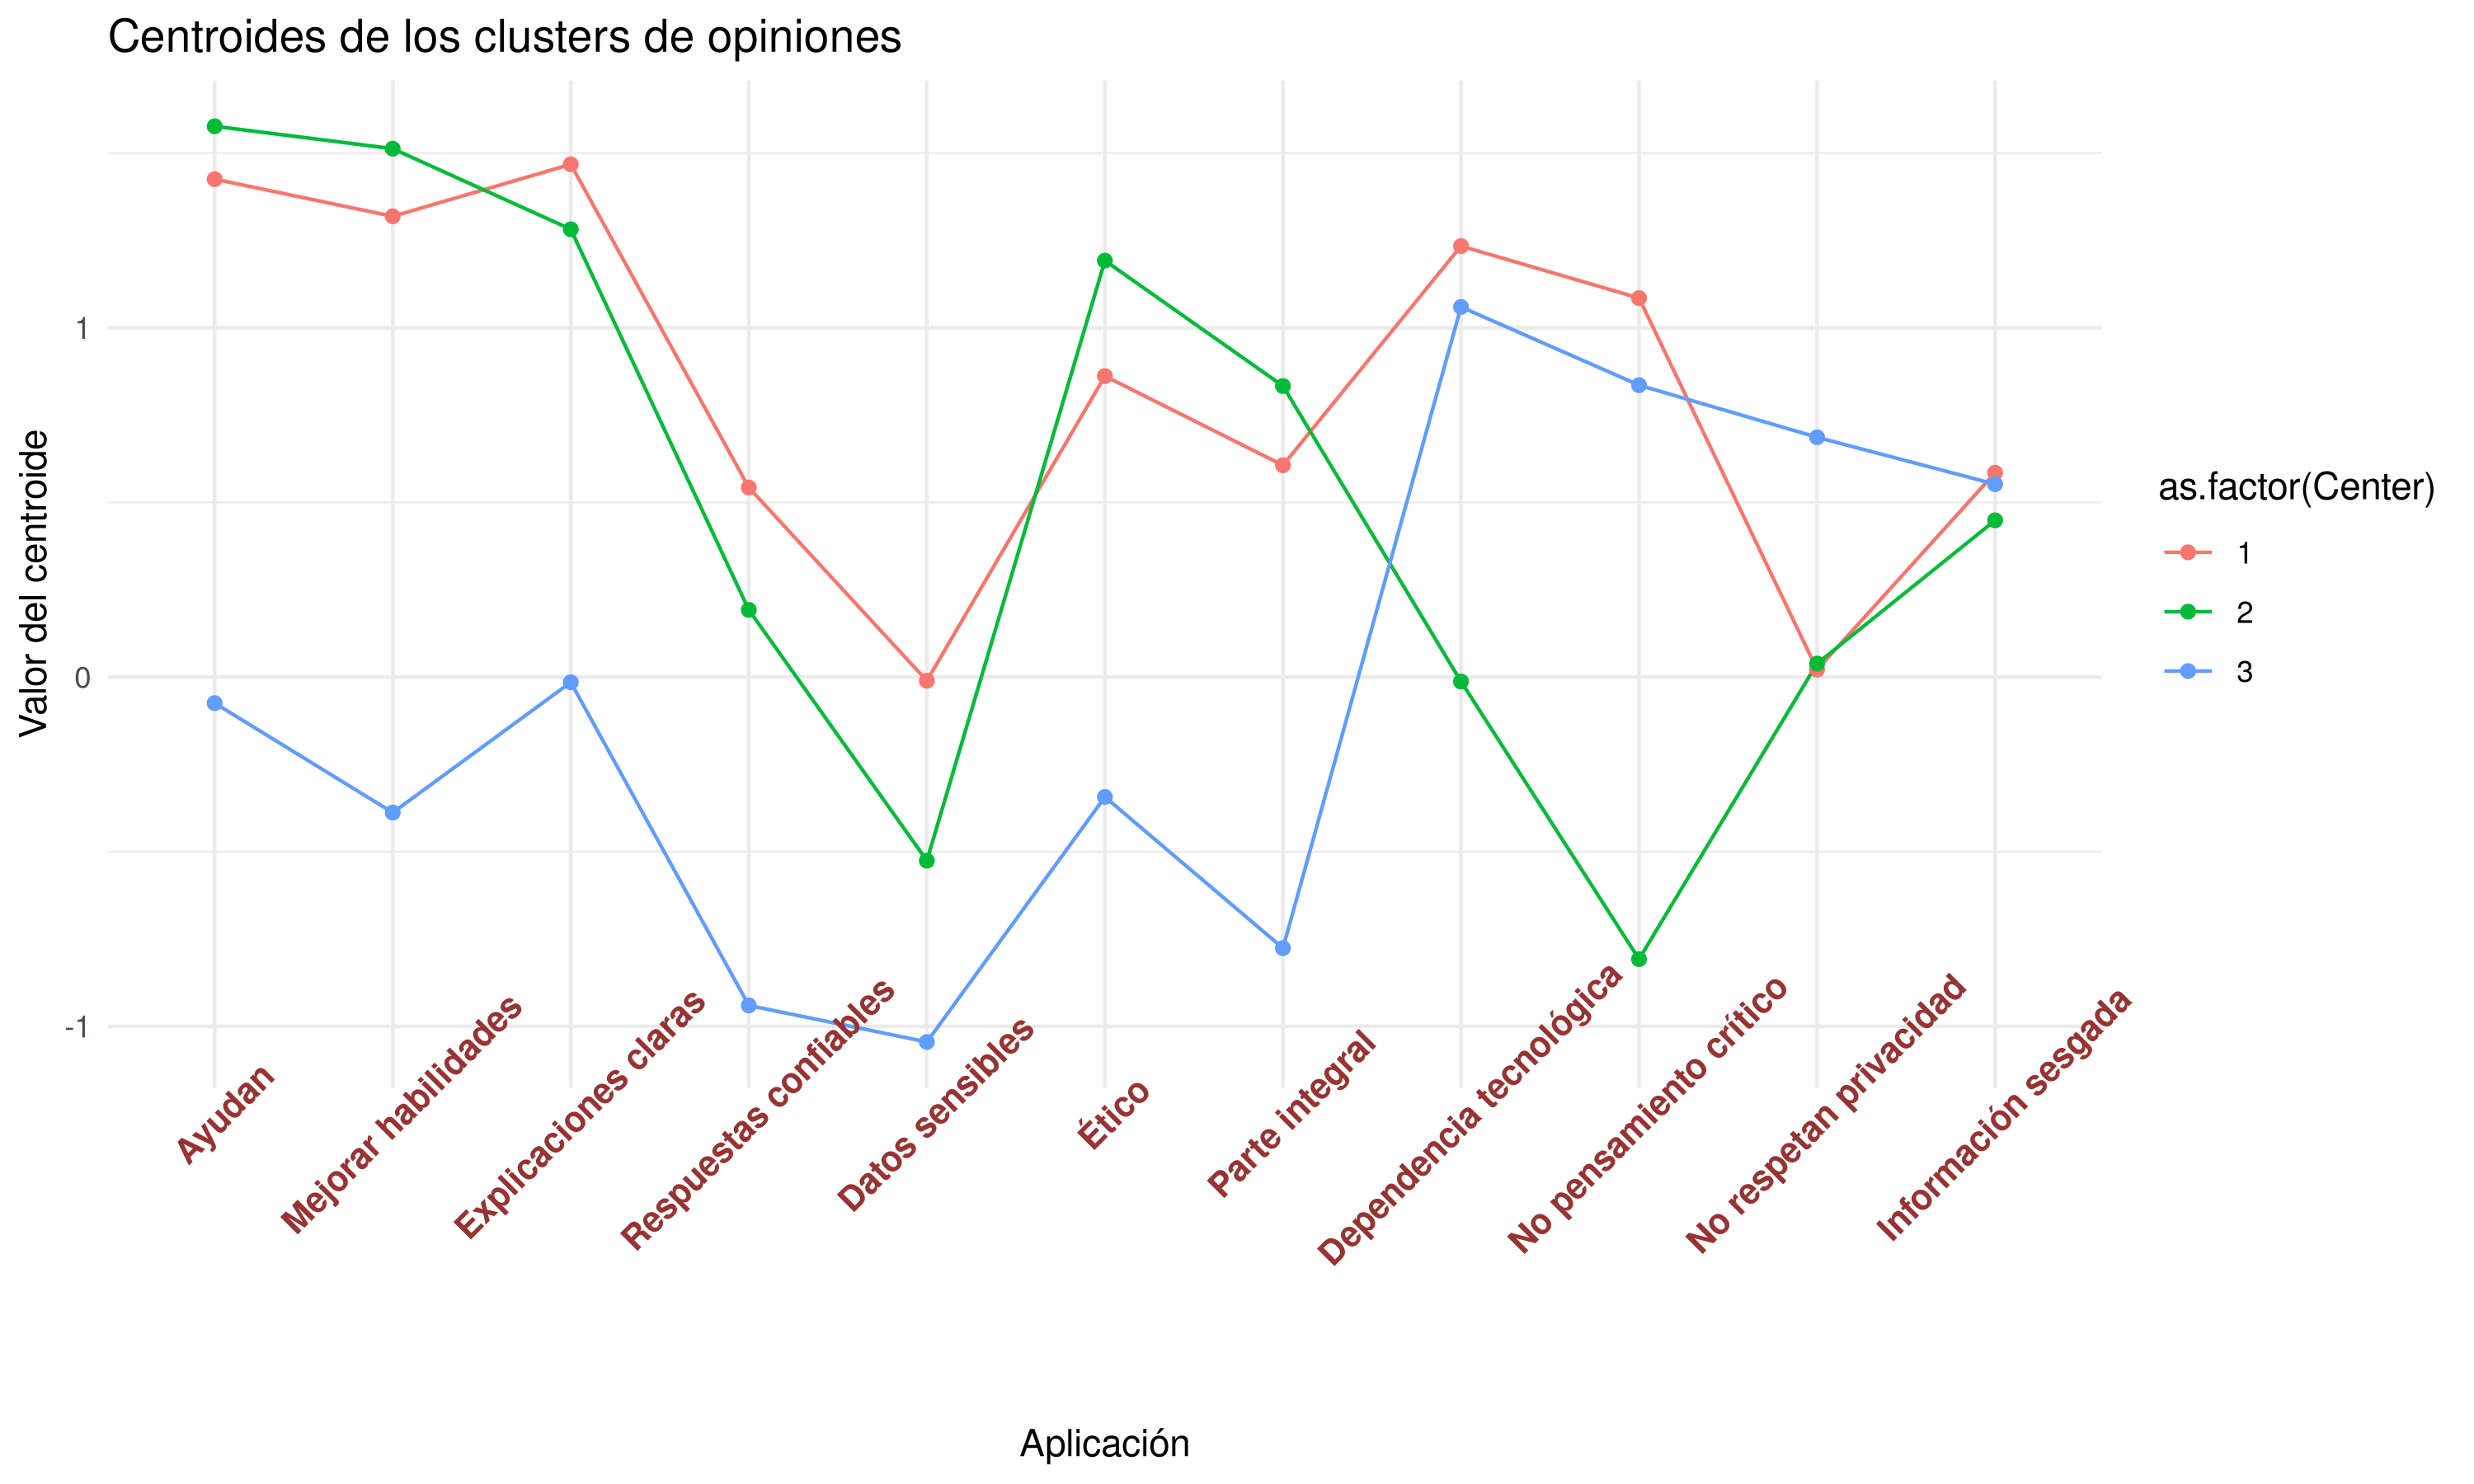 Centroides de los clusters de opiniones
Valor del centroide
1
0
-1
Ayudan
Mejorar habilidades
Explicaciones claras
Respuestas confiables
Datos sensibles
Ético
Parte integral
Dependencia tecnológica
No pensamiento crítico
No respetan privacidad
Información sesgada
Aplicación
as.factor(Center)
1
2
3